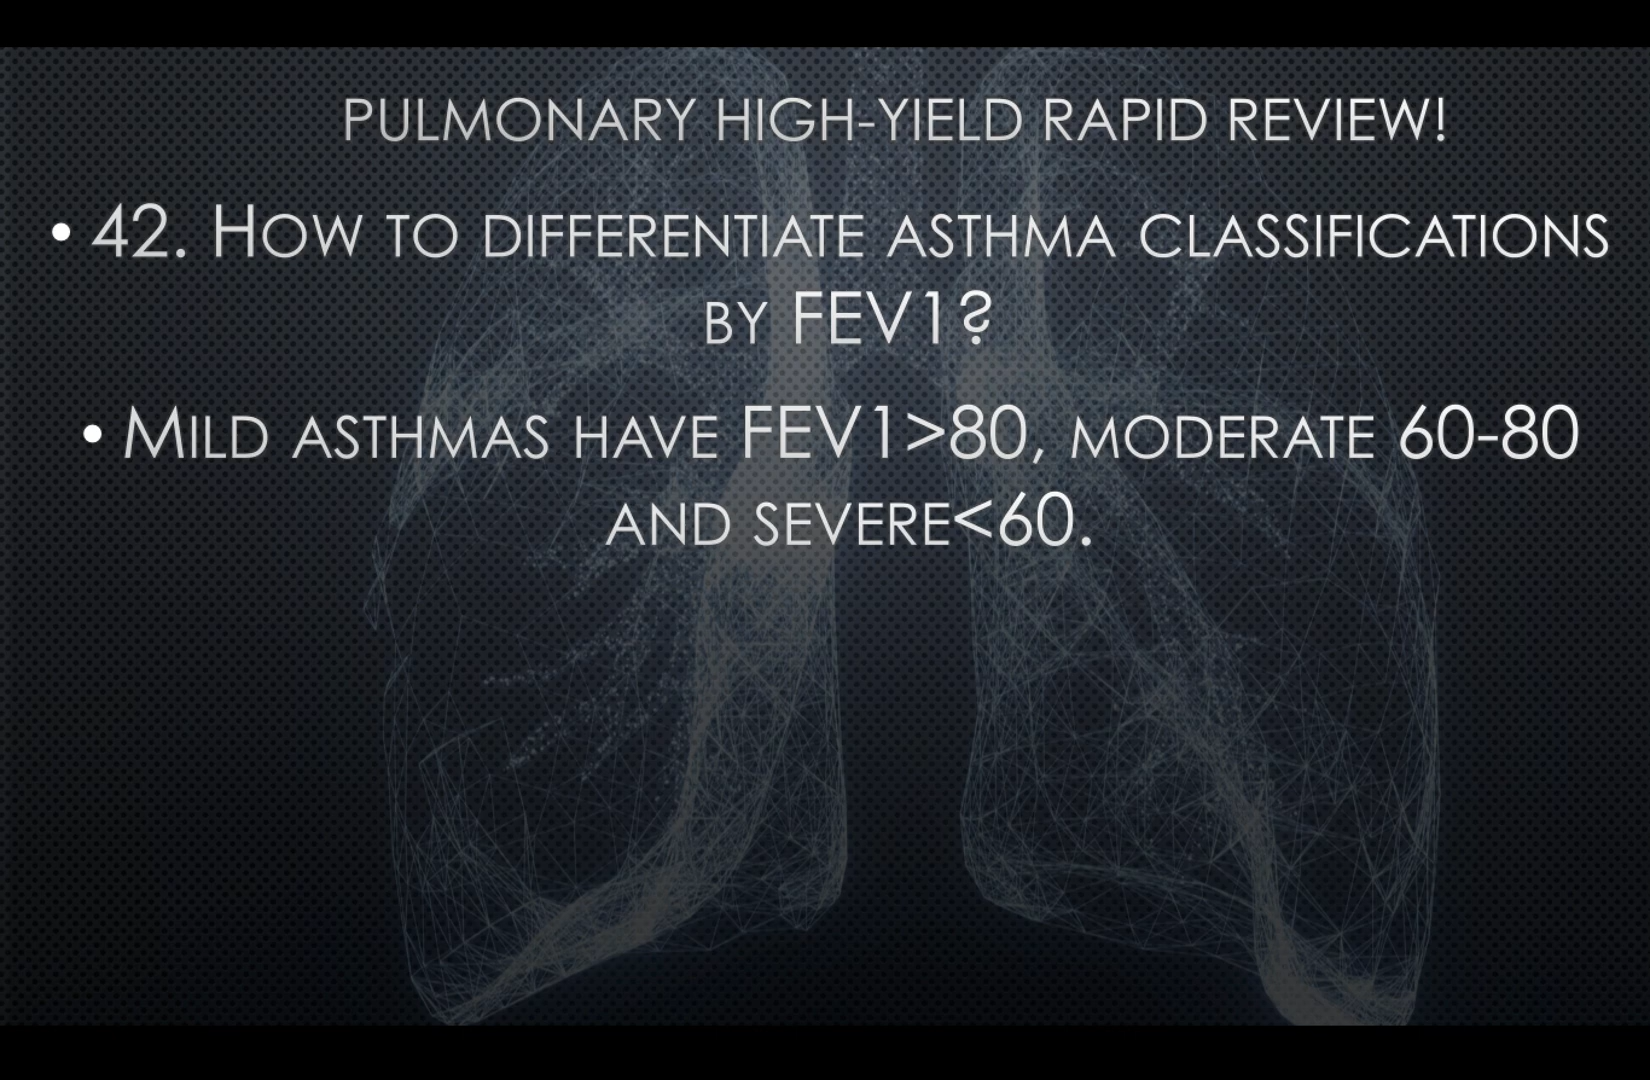 PULMONARY HIGH-YIELD RAPID REVIEW!
• 42. HOW TO DIFFERENTIATE ASTHMA CLASSIFICATIONS
BY FEV1?
• MILD ASTHMAS HAVE FEV1>80, MODERATE 60-80
AND SEVERE<60.